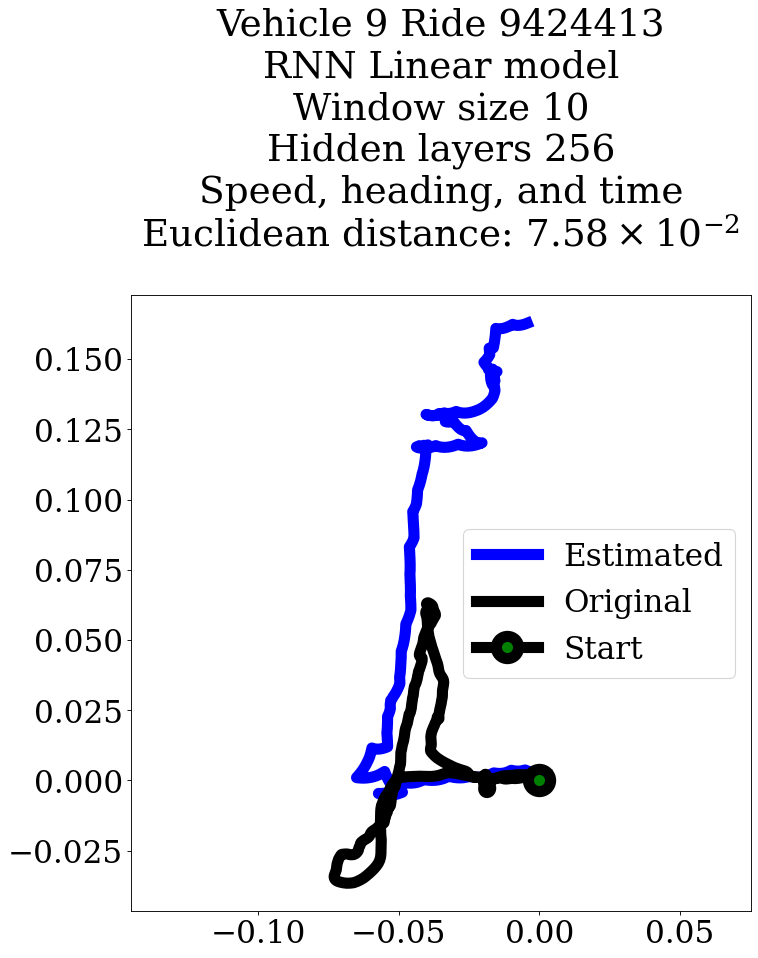 Vehicle 9 Ride 9424413
RNN Linear model
Window size 10
Hidden layers 256
Speed, heading, and time
Euclidean distance: 7.58 × 10⁻²
0.150
0.125
0.100
0.075
0.050
0.025
0.000
−0.025
Estimated
Original
Start
−0.10 −0.05 0.00 0.05